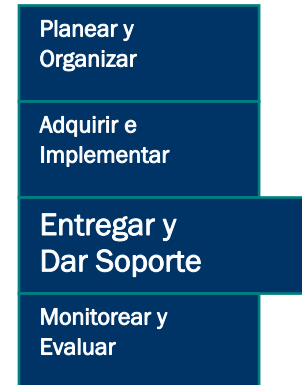 Planear y
Organizar
Adquirir e
Implementar
Entregar y
Dar Soporte
Monitorear y
Evaluar